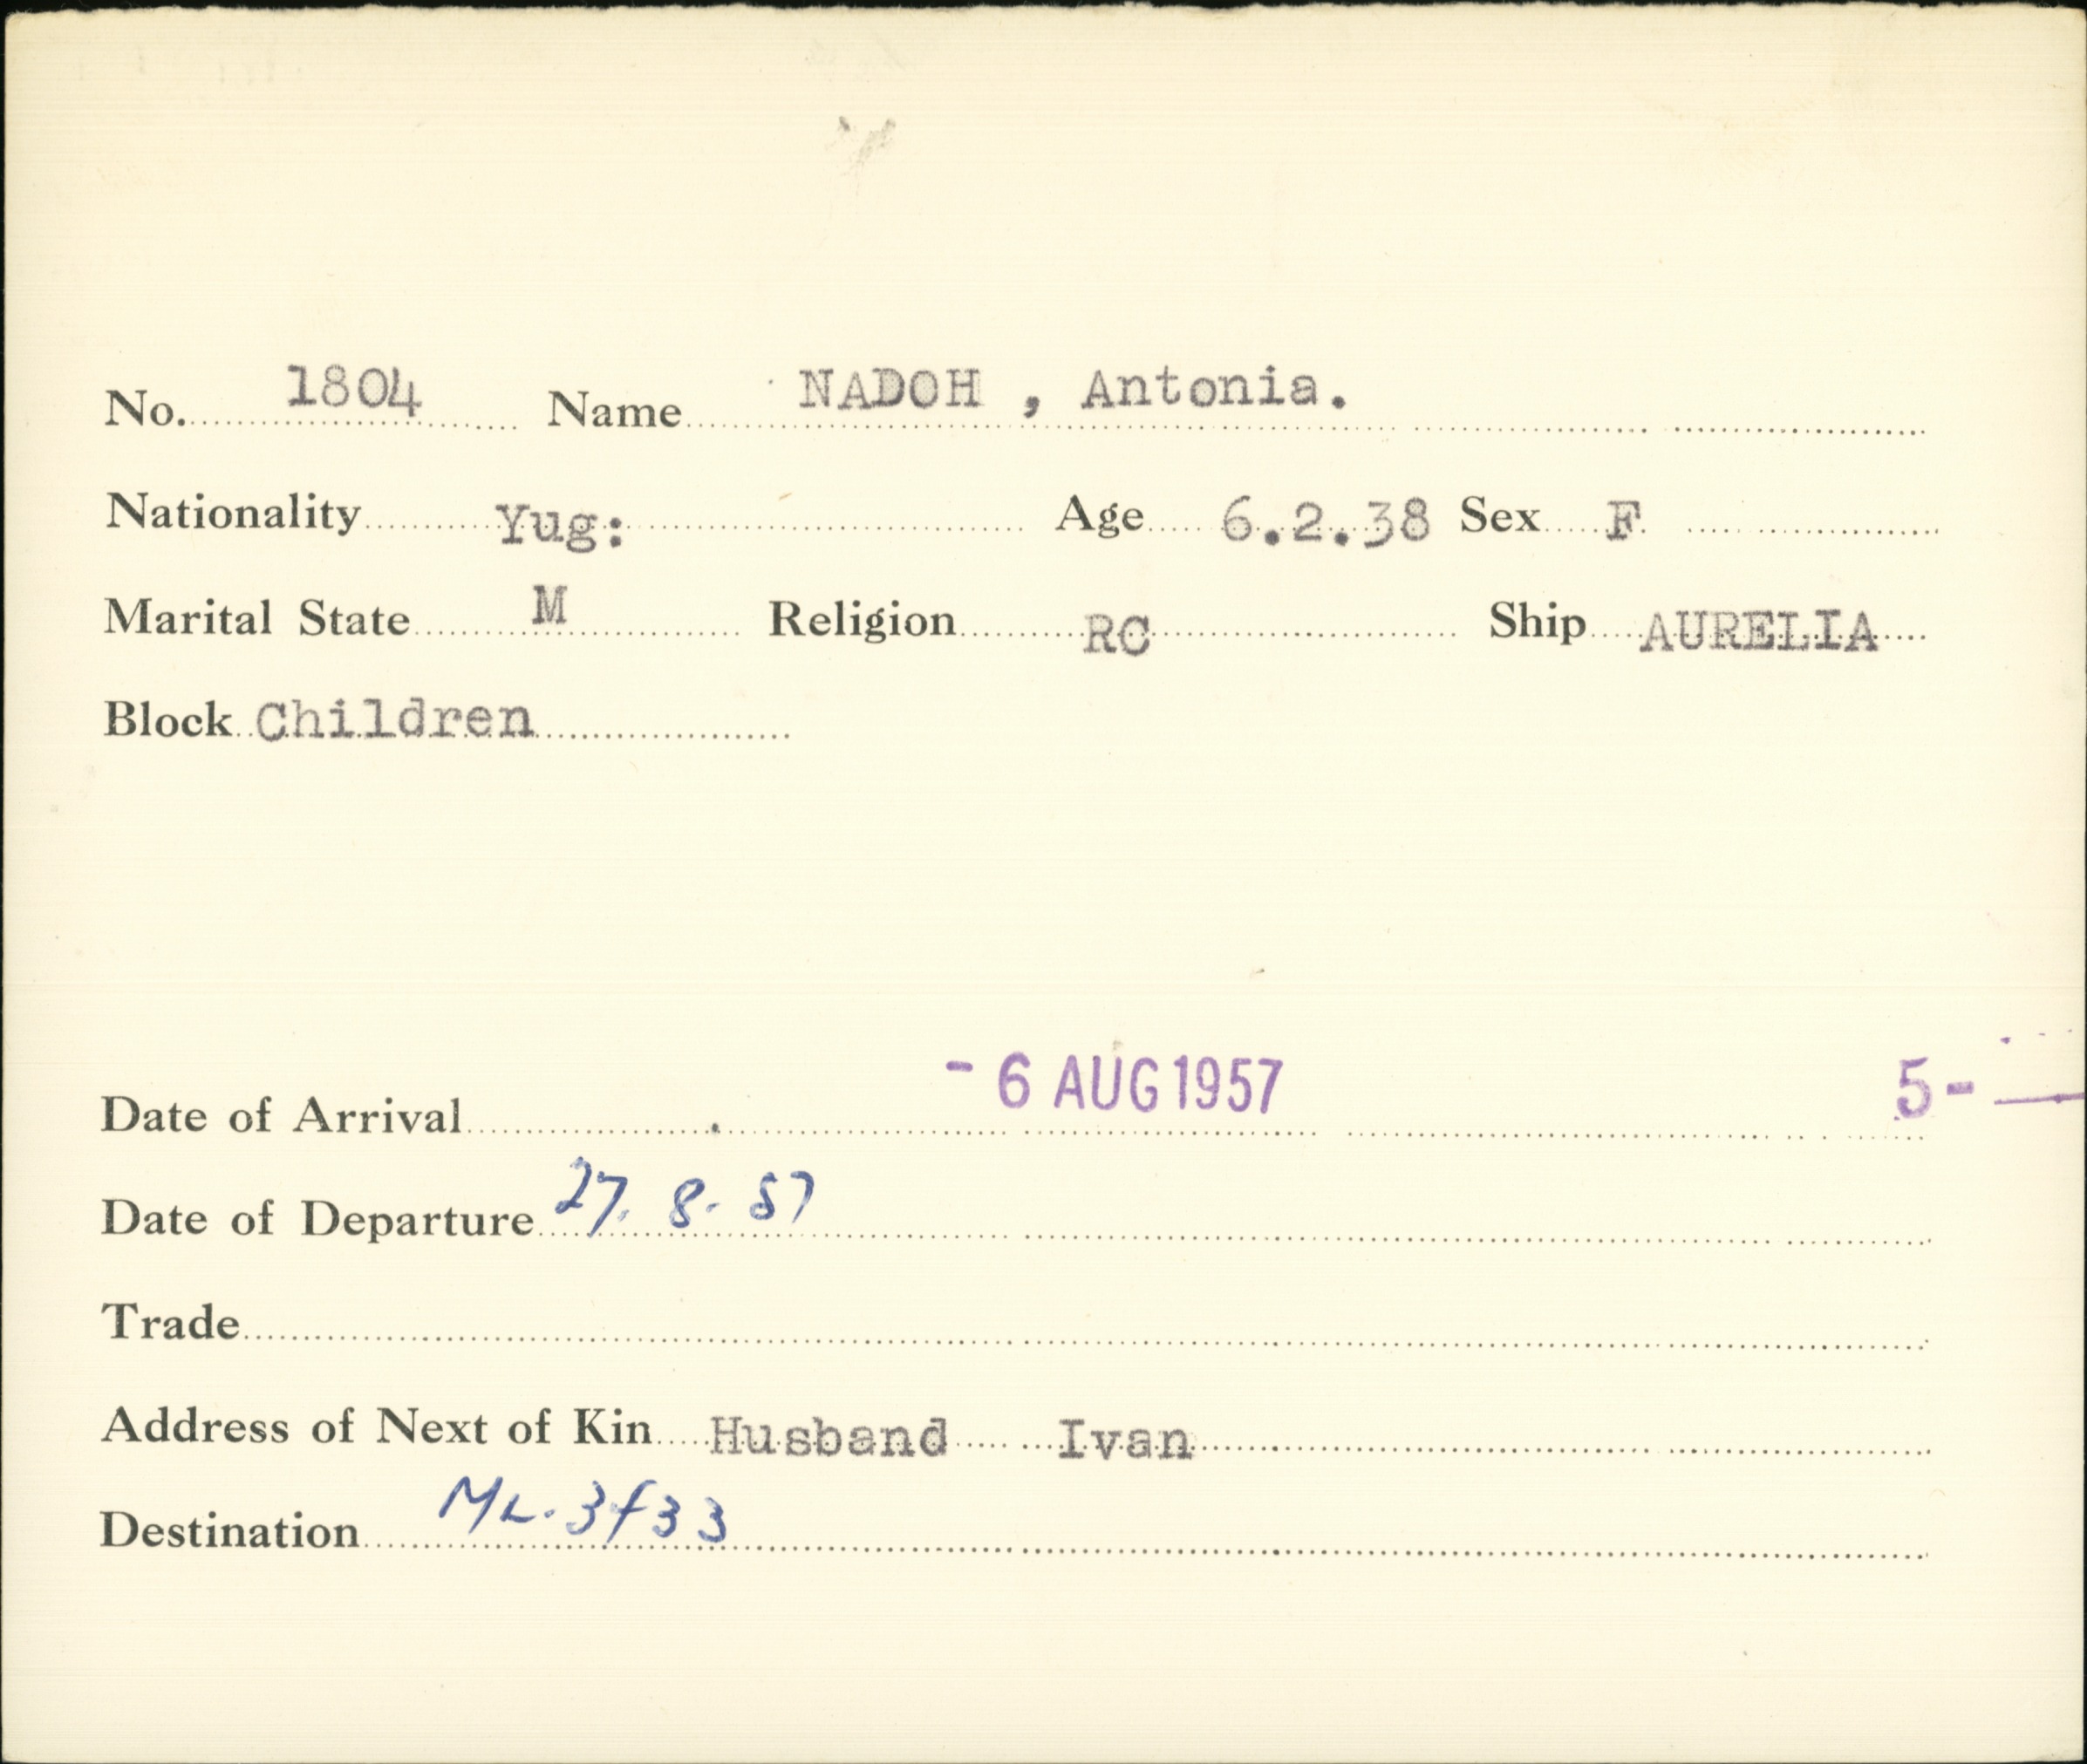 No. 1804 Name NADOH , Antonia.
Nationality Yug: Age 6.2.38 Sex F
Marital State M Religion RC Ship AURELIA
Block Children
Date of Arrival - 6 AUG 1957 5-
Date of Departure 27. 8. 57
Trade
Address of Next of Kin Husband Ivan
Destination